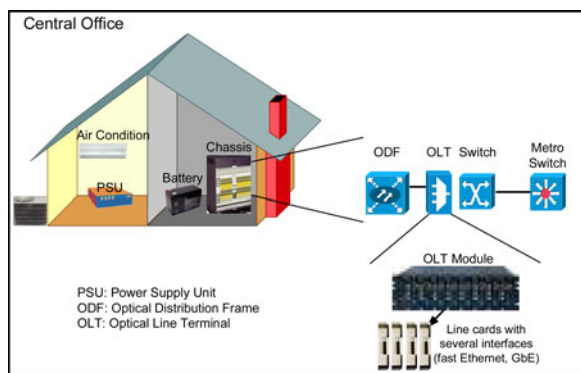 Central Office
Air Condition
PSU
Battery
Chassis
ODF
OLT
Switch
Metro
Switch
OLT Module
Line cards with
several interfaces
(fast Ethernet, GbE)
PSU: Power Supply Unit
ODF: Optical Distribution Frame
OLT: Optical Line Terminal